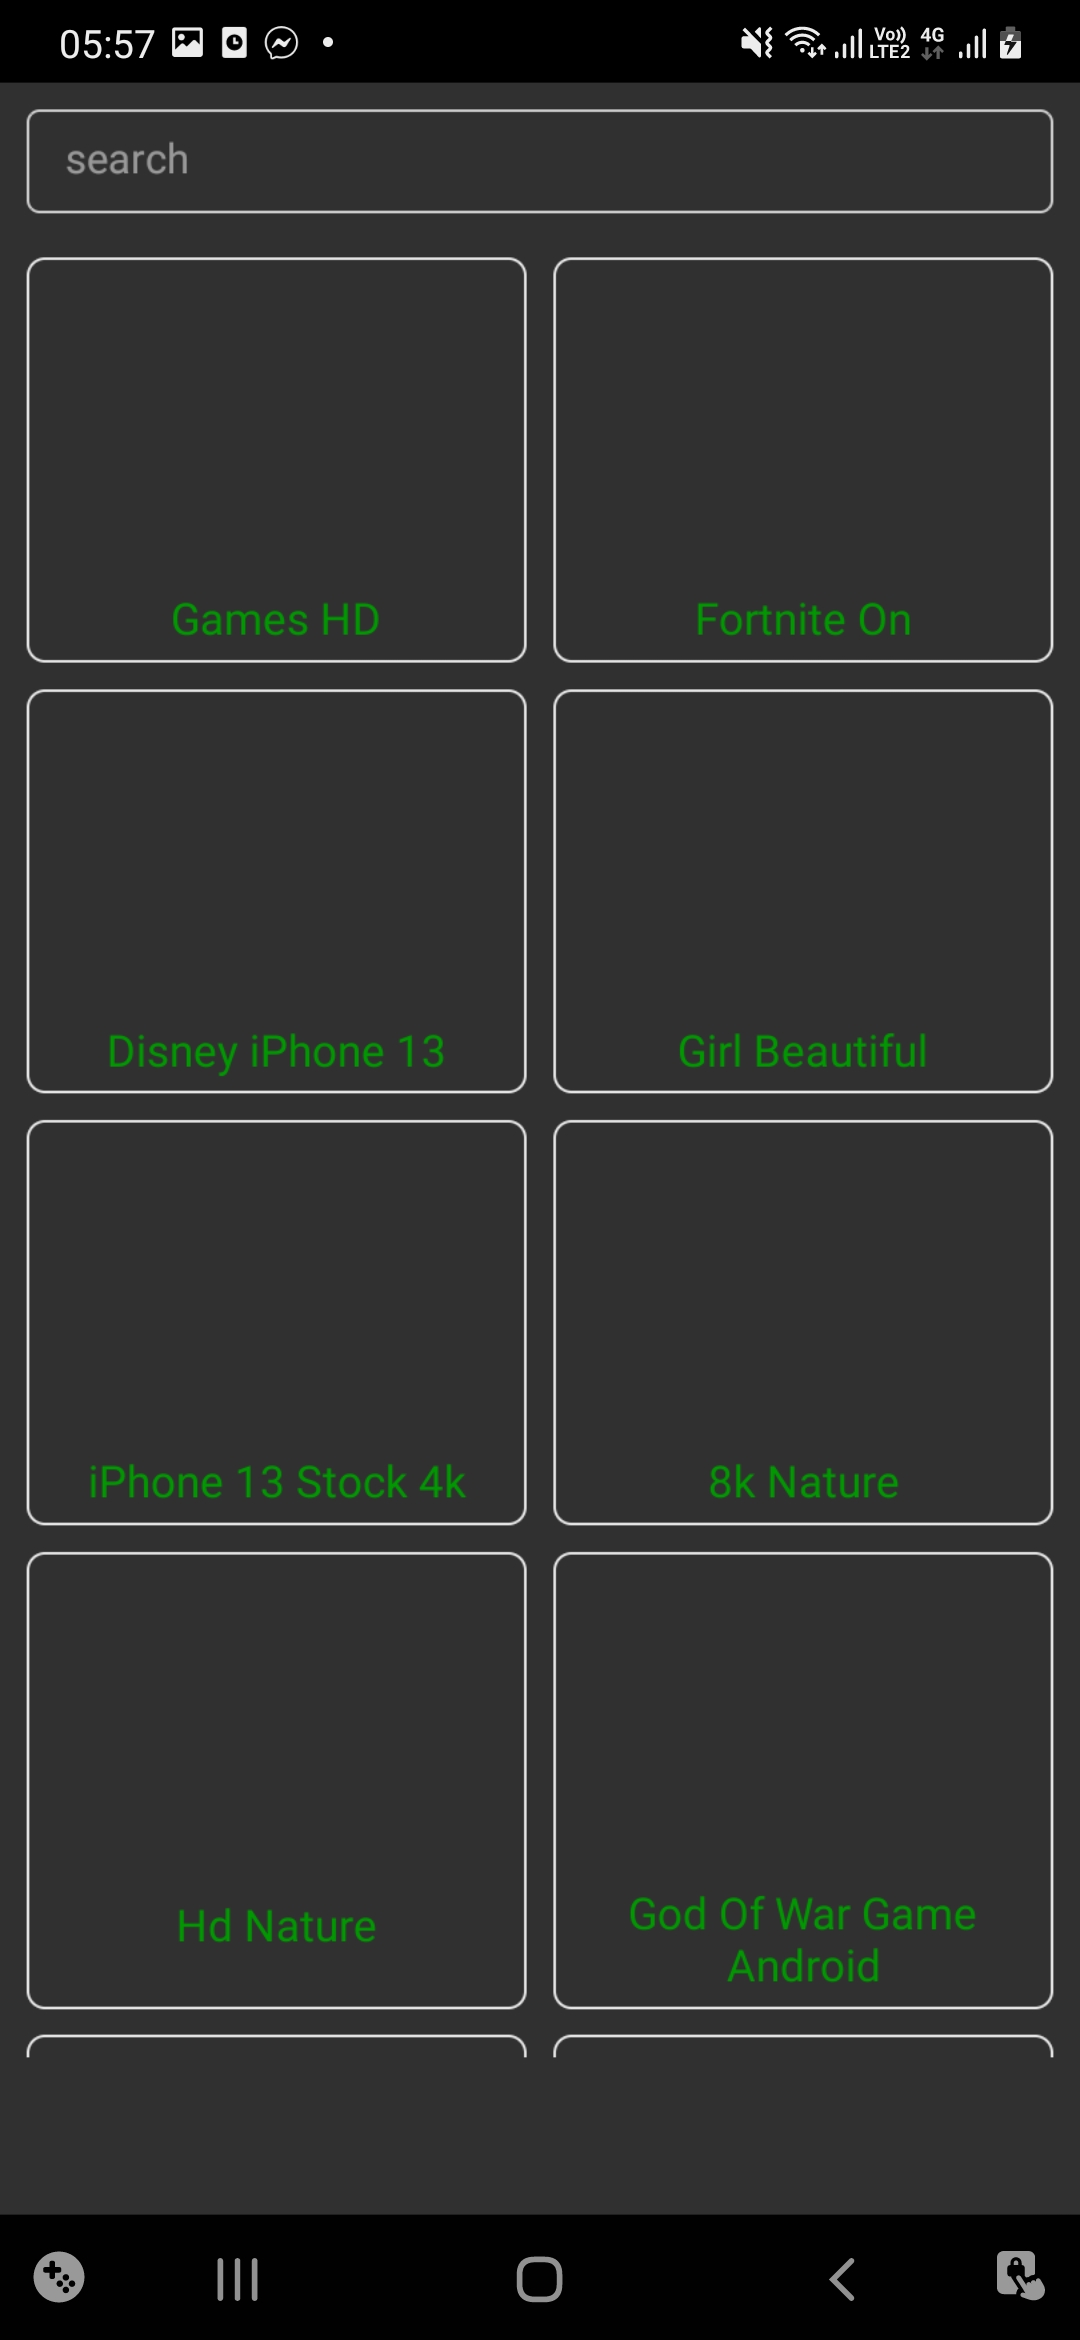 05:57
Vo))
LTE2
4G
search
Games HD
Fortnite On
Disney iPhone 13
Girl Beautiful
iPhone 13 Stock 4k
8k Nature
Hd Nature
God Of War Game
Android